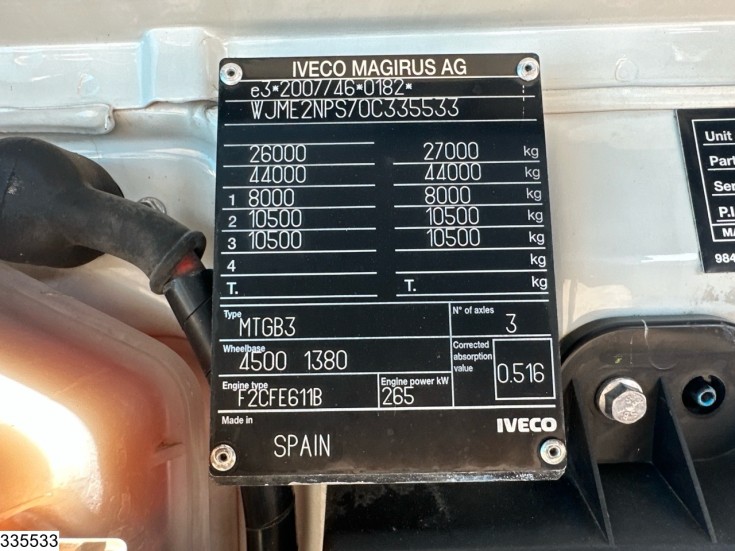 IVECO MAGIRUS AG
e3*2007/46*0182*
WJME2NPS70C335533
26000 27000 kg
44000 44000 kg
1 8000 8000 kg
2 10500 10500 kg
3 10500 10500 kg
4 kg
T. T. kg
Type MTGB3 N° of axles 3
Wheelbase 4500 1380 Corrected absorption value 0.516
Engine type F2CFE611B Engine power kW 265
Made in SPAIN IVECO
Unit
Part
Ser
P.I
MA
984
335533